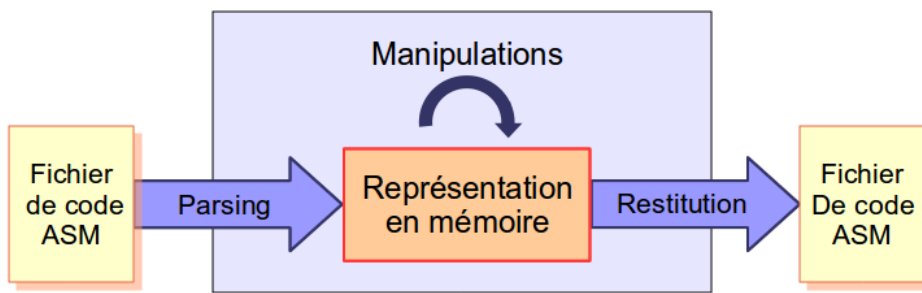 Manipulations
Fichier
de code
ASM
Parsing
Représentation
en mémoire
Restitution
Fichier
De code
ASM